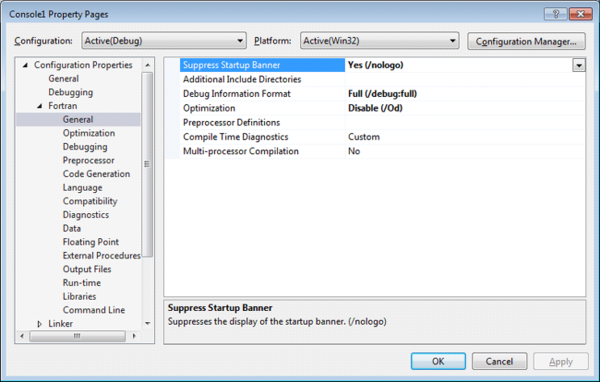 Console1 Property Pages
Configuration: Active(Debug) Platform: Active(Win32) Configuration Manager...
Configuration Properties
General
Debugging
Fortran
General
Optimization
Debugging
Preprocessor
Code Generation
Language
Compatibility
Diagnostics
Data
Floating Point
External Procedures
Output Files
Run-time
Libraries
Command Line
Linker
Suppress Startup Banner Yes (/nologo)
Additional Include Directories
Debug Information Format Full (/debug:full)
Optimization Disable (/Od)
Preprocessor Definitions
Compile Time Diagnostics Custom
Multi-processor Compilation No
Suppress Startup Banner
Suppresses the display of the startup banner. (/nologo)
OK Cancel Apply